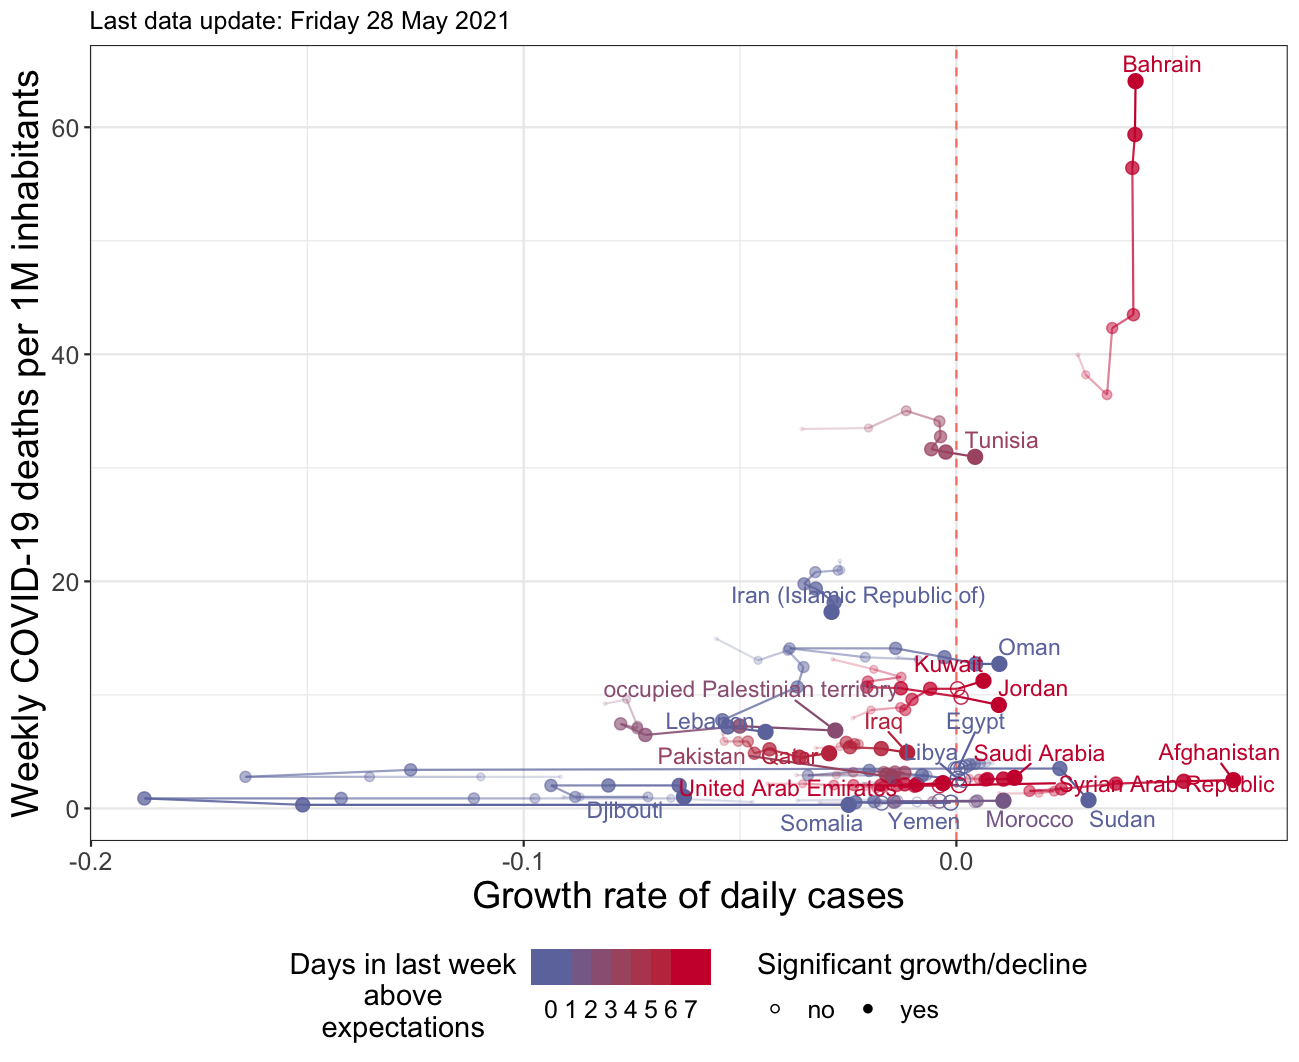 Last data update: Friday 28 May 2021
Weekly COVID-19 deaths per 1M inhabitants
60
40
20
0
Bahrain
Tunisia
Iran (Islamic Republic of)
Oman
Kuwait
occupied Palestinian territory
Jordan
Lebanon
Iraq
Egypt
Pakistan
Qatar
Libya
Saudi Arabia
Afghanistan
United Arab Emirates
Syrian Arab Republic
Djibouti
Somalia
Yemen
Morocco
Sudan
-0.2
-0.1
0.0
Growth rate of daily cases
Days in last week
above
expectations
0 1 2 3 4 5 6 7
Significant growth/decline
no
yes